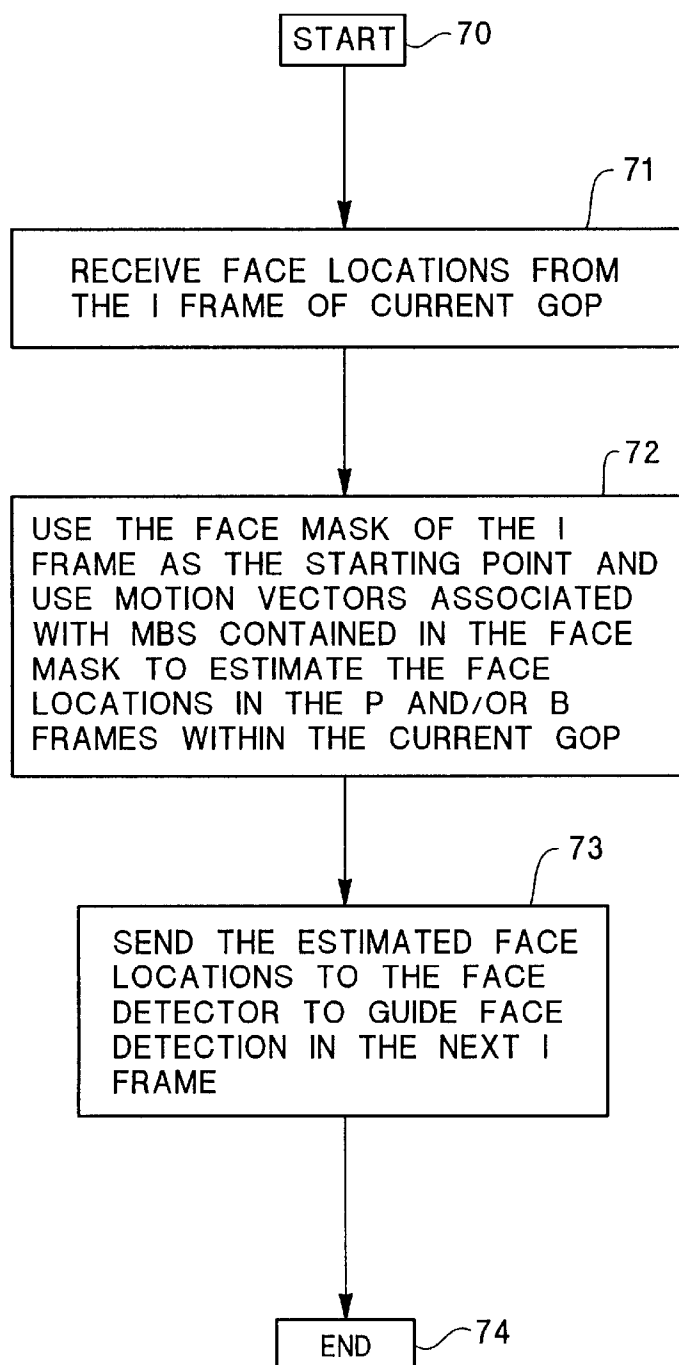 START
70
71
RECEIVE FACE LOCATIONS FROM
THE I FRAME OF CURRENT GOP
72
USE THE FACE MASK OF THE I
FRAME AS THE STARTING POINT AND
USE MOTION VECTORS ASSOCIATED
WITH MBS CONTAINED IN THE FACE
MASK TO ESTIMATE THE FACE
LOCATIONS IN THE P AND/OR B
FRAMES WITHIN THE CURRENT GOP
73
SEND THE ESTIMATED FACE
LOCATIONS TO THE FACE
DETECTOR TO GUIDE FACE
DETECTION IN THE NEXT I
FRAME
END
74